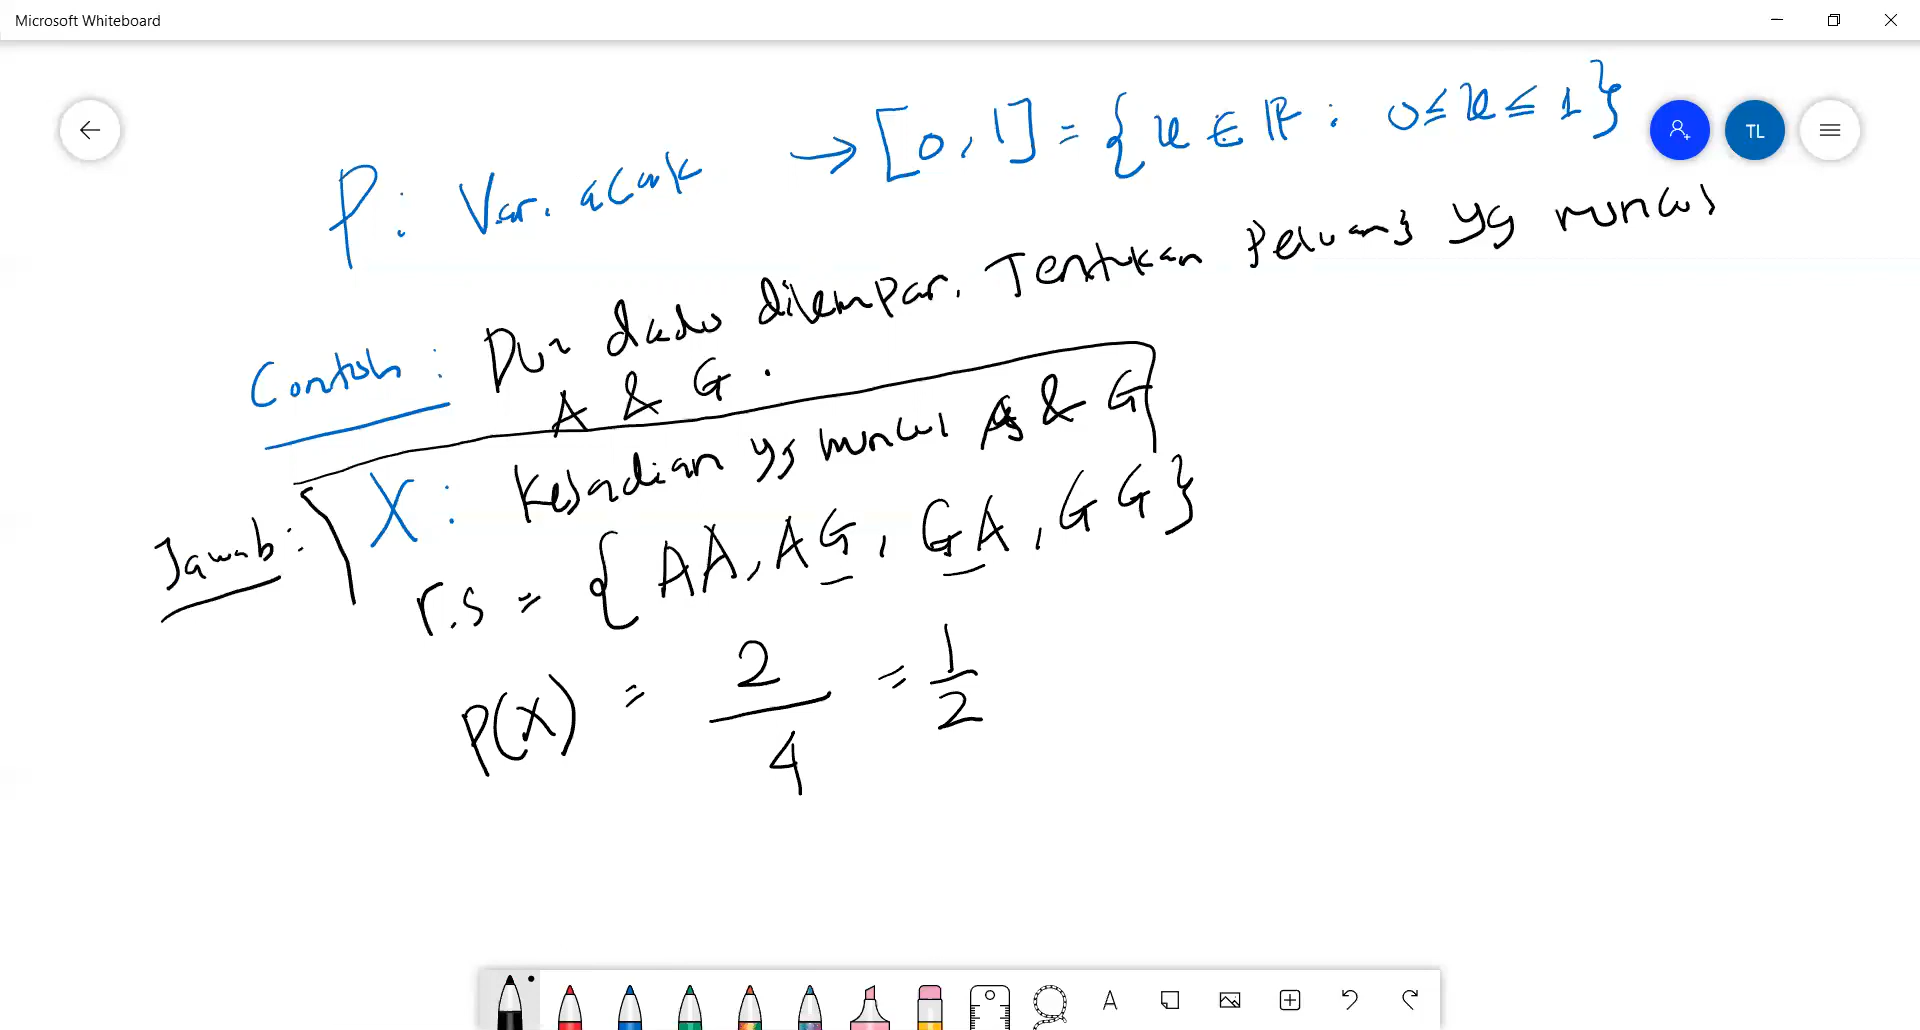 Microsoft Whiteboard
TL
P: Var. acak → [0,1] = {x ∈ ℝ : 0 ≤ x ≤ 1}
Contoh: Dua dadu dilempar. Tentukan Peluang yg muncul
A & G.
Jawab: X: Kejadian yg muncul A & G
r.s = {AA, AG, GA, GG}
P(X) = 2/4 = 1/2